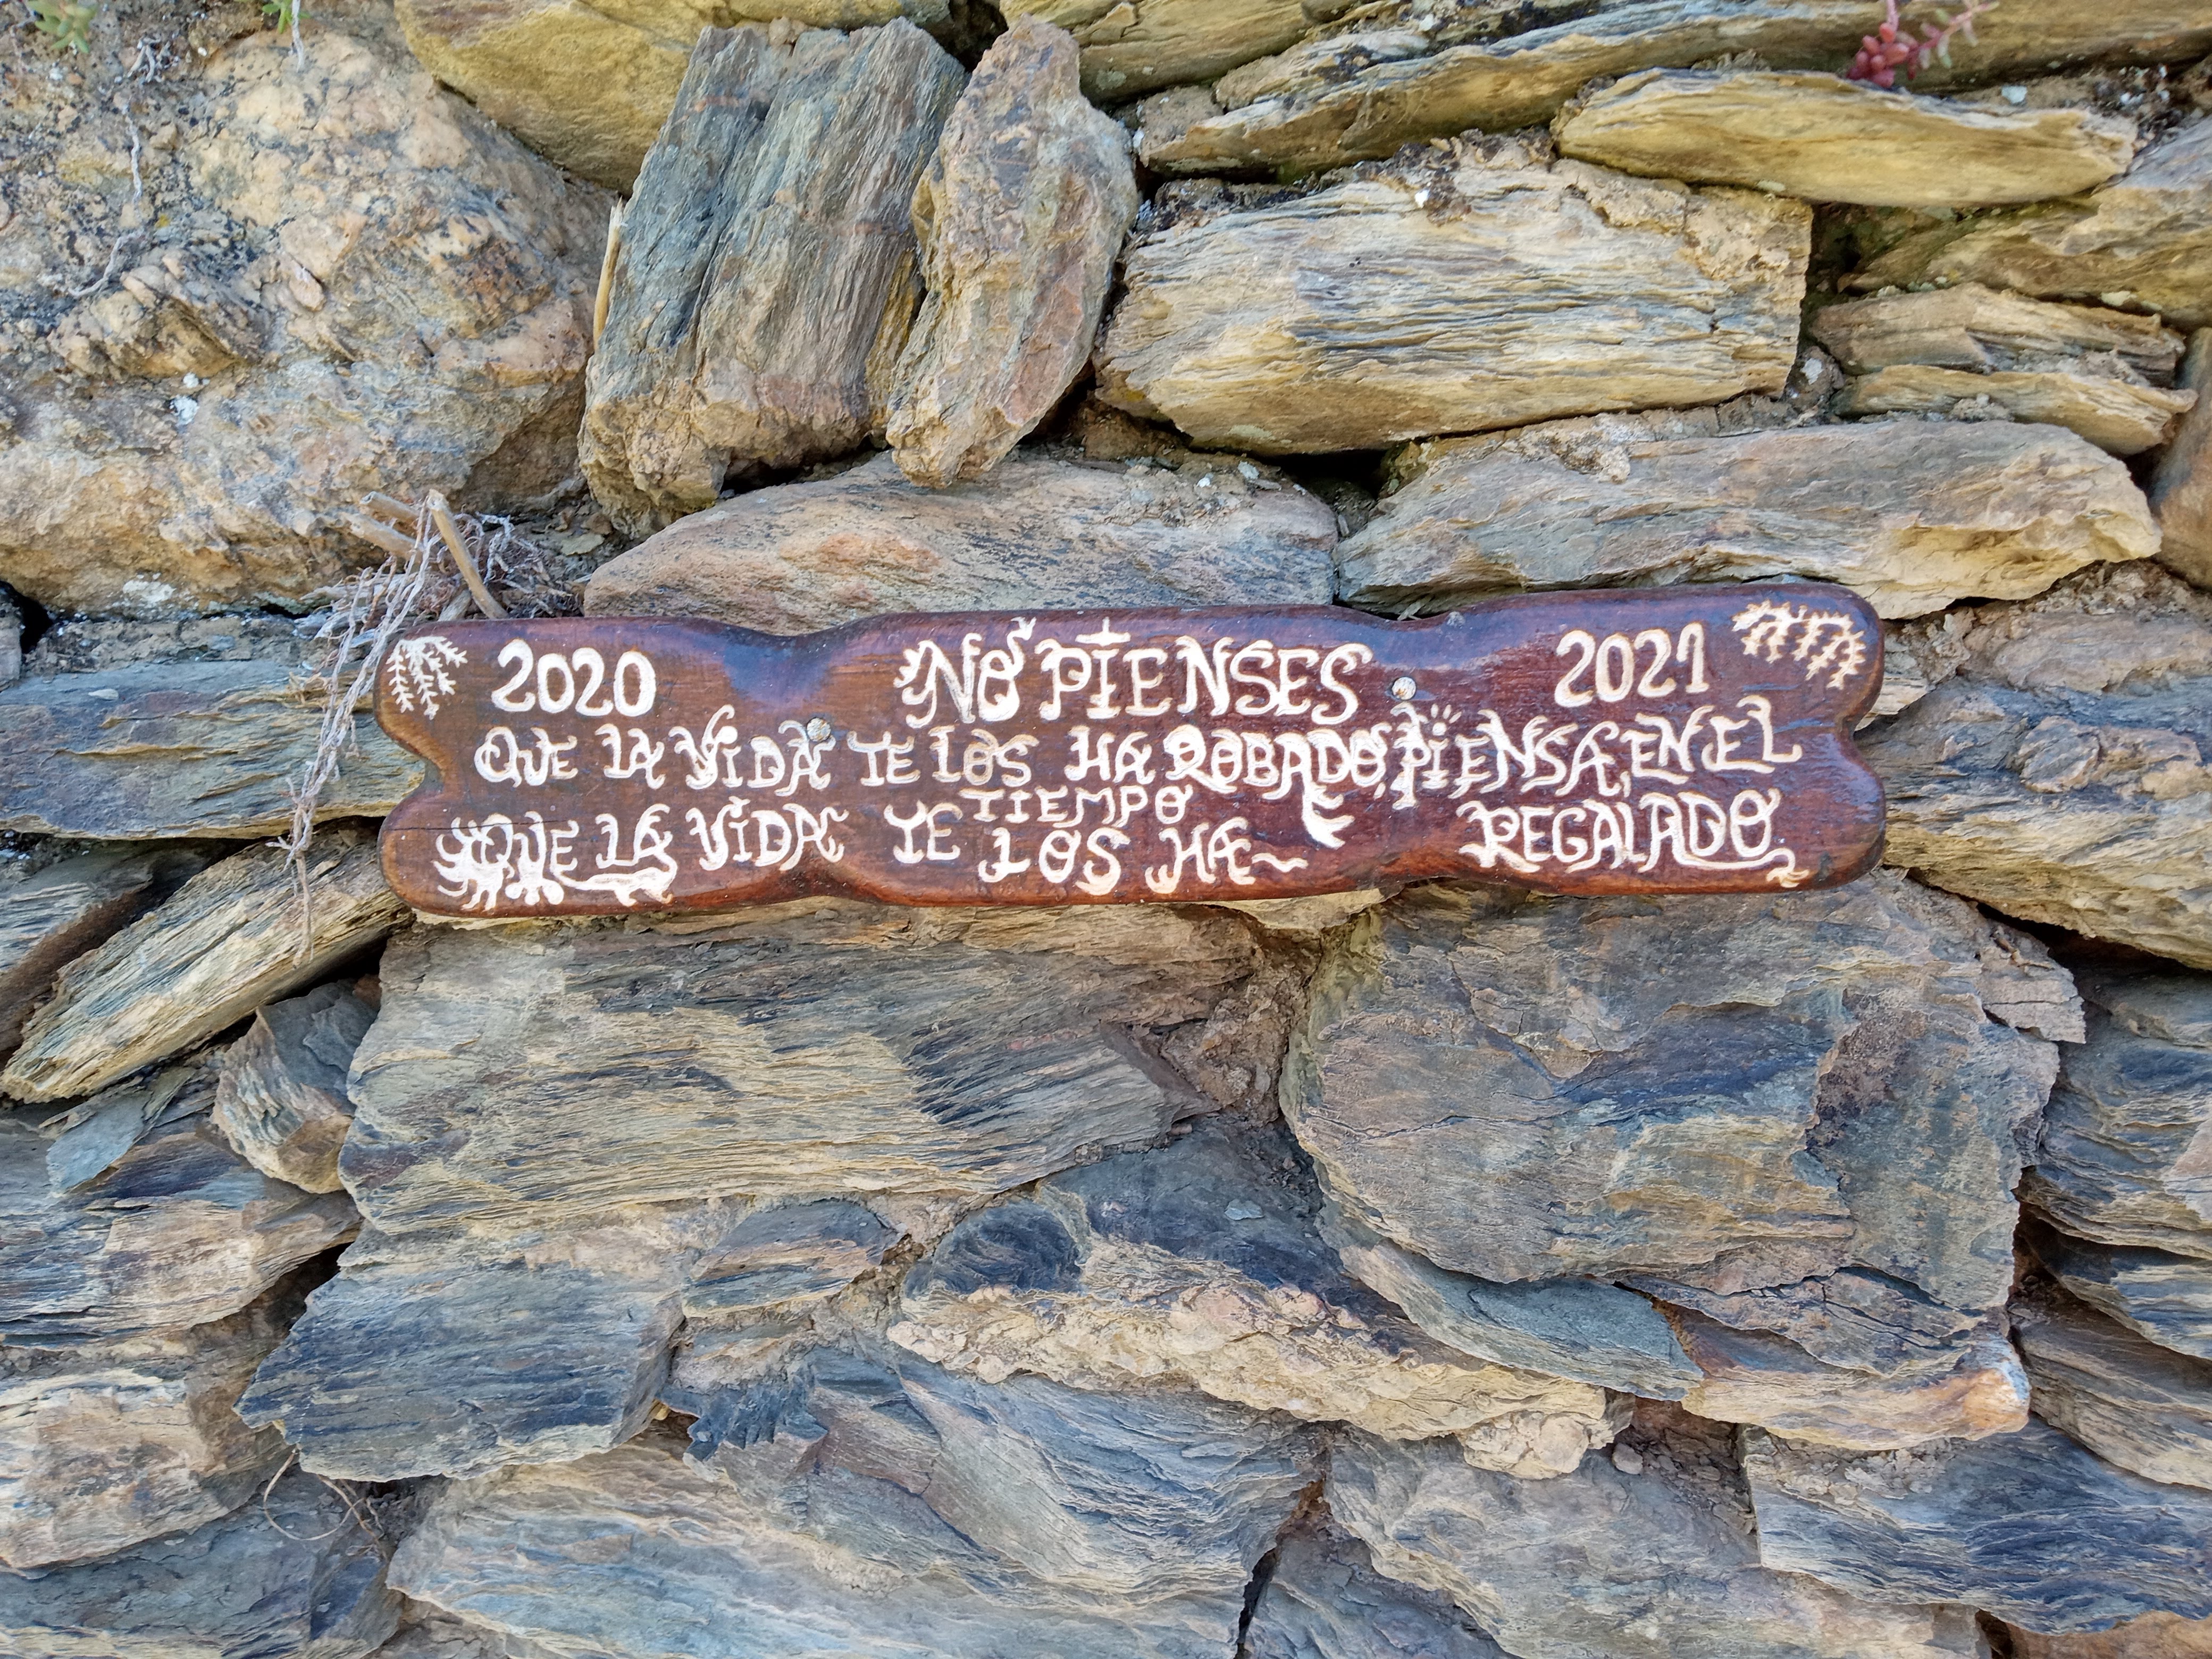 2020 NO PIENSES 2021
QUE LA VIDA TE LOS HA ROBADO, PIENSA, EN EL
TIEMPO
QUE LA VIDA TE LOS HA REGALADO.